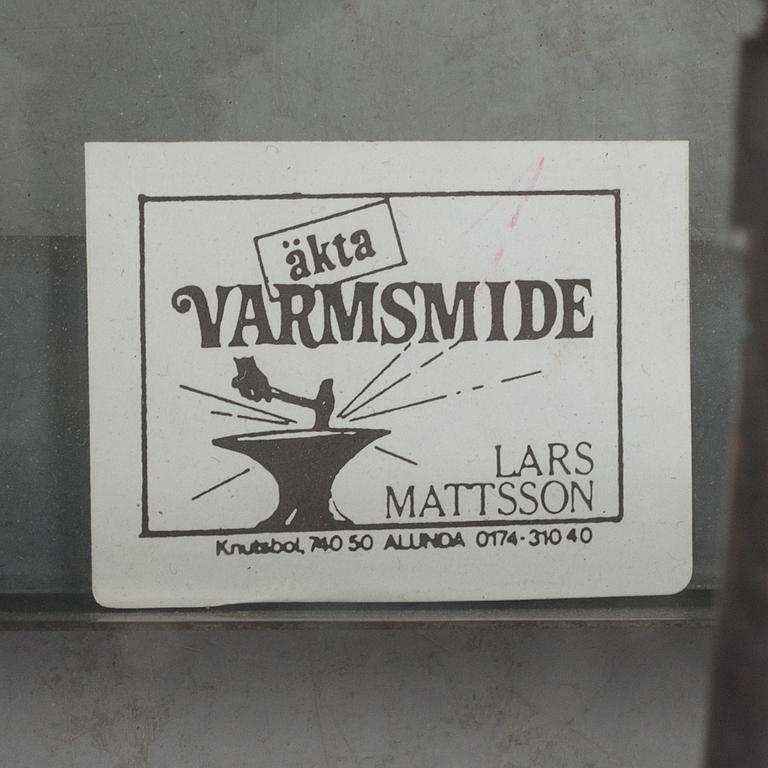 äkta
VARMSMIDE
LARS
MATTSSON
Knutsbol, 740 50 ALUNDA 0174-310 40